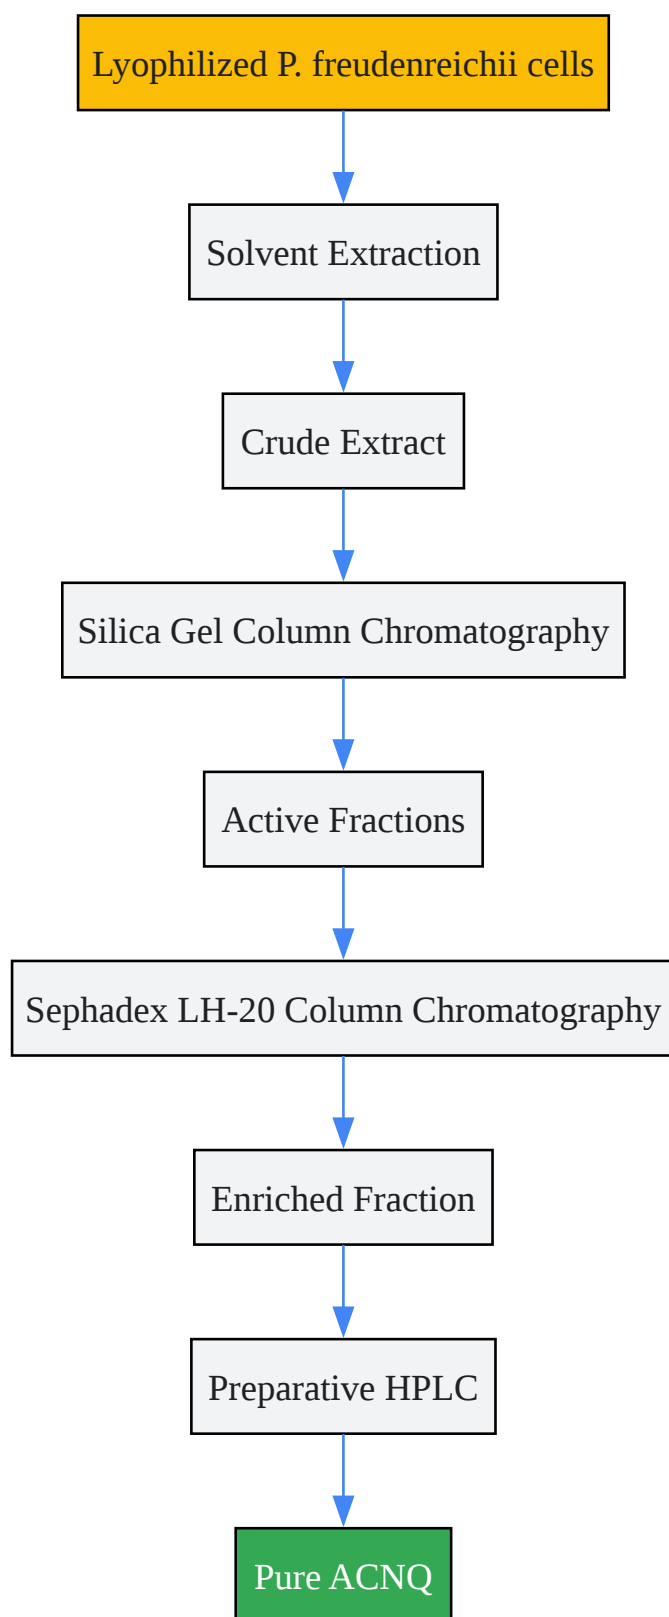 Lyophilized P. freudenreichii cells
Solvent Extraction
Crude Extract
Silica Gel Column Chromatography
Active Fractions
Sephadex LH-20 Column Chromatography
Enriched Fraction
Preparative HPLC
Pure ACNQ